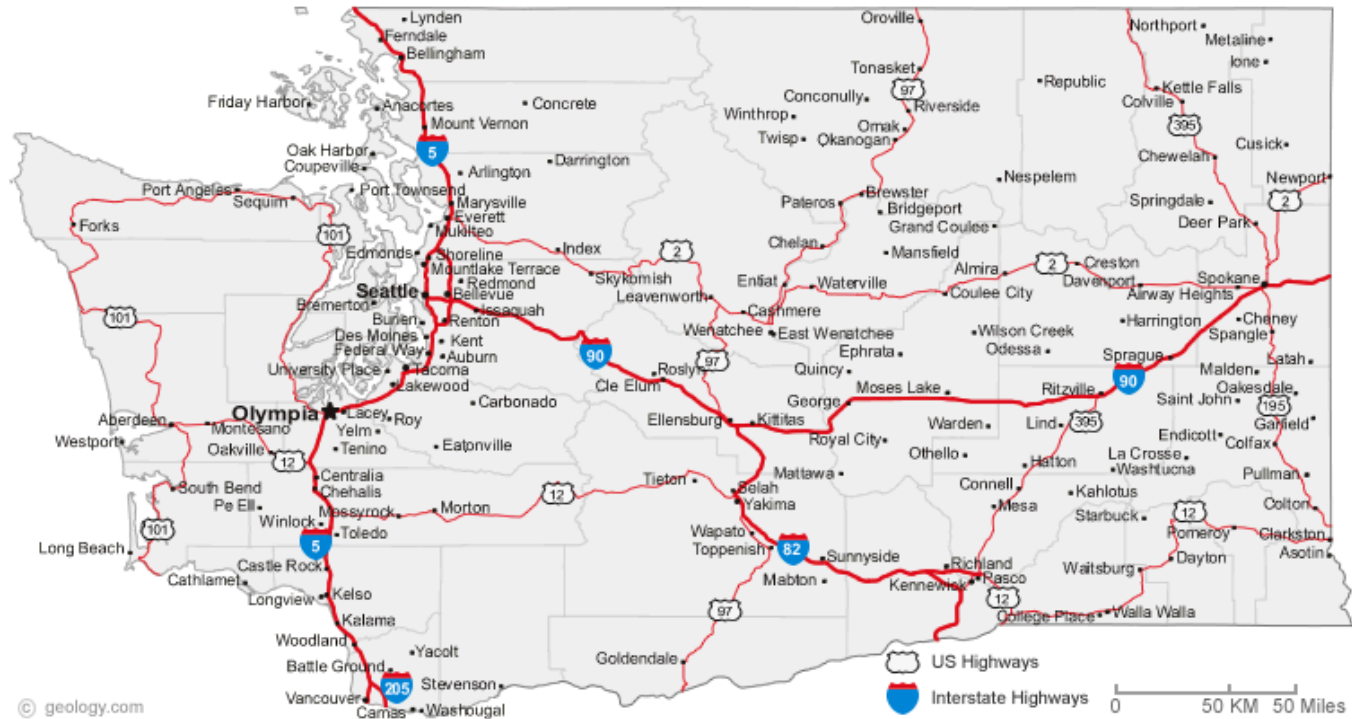 Lynden
Ferndale
Bellingham
Oroville
Northport
Metaline
Ione
Tonasket
Republic
Kettle Falls
Colville
Friday Harbor
Anacortes
Concrete
Conconully
97
Riverside
Winthrop
Omak
Mount Vernon
Twisp
Okanogan
395
Oak Harbor
5
Coupeville
Darrington
Chewelah
Cusick
Arlington
Port Angeles
Port Townsend
Nespelem
Newport
Sequim
Marysville
Pateros
Brewster
Springdale
2
Forks
Everett
Bridgeport
Mukilteo
Grand Coulee
Deer Park
101
Edmonds
Shoreline
Index
2
Chelan
Mansfield
Mountlake Terrace
2
Creston
Redmond
Skykomish
Entiat
Waterville
Almira
Davenport
Spokane
Seattle
Bellevue
Leavenworth
Coulee City
Airway Heights
Bremerton
Issaquah
Cashmere
101
Burien
Renton
Wenatchee
East Wenatchee
Wilson Creek
Harrington
Cheney
Des Moines
Kent
Spangle
Federal Way
Auburn
90
97
Ephrata
Odessa
Sprague
Latah
University Place
Tacoma
Roslyn
Quincy
Malden
Lakewood
Cle Elum
Moses Lake
Ritzville
90
Oakesdale
Carbonado
George
Saint John
195
Olympia
Lacey
Roy
Ellensburg
Kittitas
Warden
Lind
395
Garfield
Aberdeen
Montesano
Yelm
Westport
Oakville
Tenino
Eatonville
Royal City
Endicott
Colfax
12
Othello
La Crosse
Hatton
Washtucna
Centralia
Tieton
Mattawa
Pullman
South Bend
Chehalis
12
Selah
Connell
Kahlotus
Pe Ell
Mossyrock
Morton
Yakima
Mesa
Starbuck
12
Colton
Winlock
101
Toledo
Wapato
Pomeroy
Clarkston
Long Beach
5
Toppenish
82
Sunnyside
Dayton
Asotin
Castle Rock
Richland
Waitsburg
Cathlamet
Mabton
Kennewick
Pasco
Longview
Kelso
97
12
College Place
Walla Walla
Kalama
Woodland
Yacolt
Goldendale
US Highways
Battle Ground
205
Stevenson
Vancouver
Interstate Highways
Camas
Washougal
0 50 KM 50 Miles
© geology.com